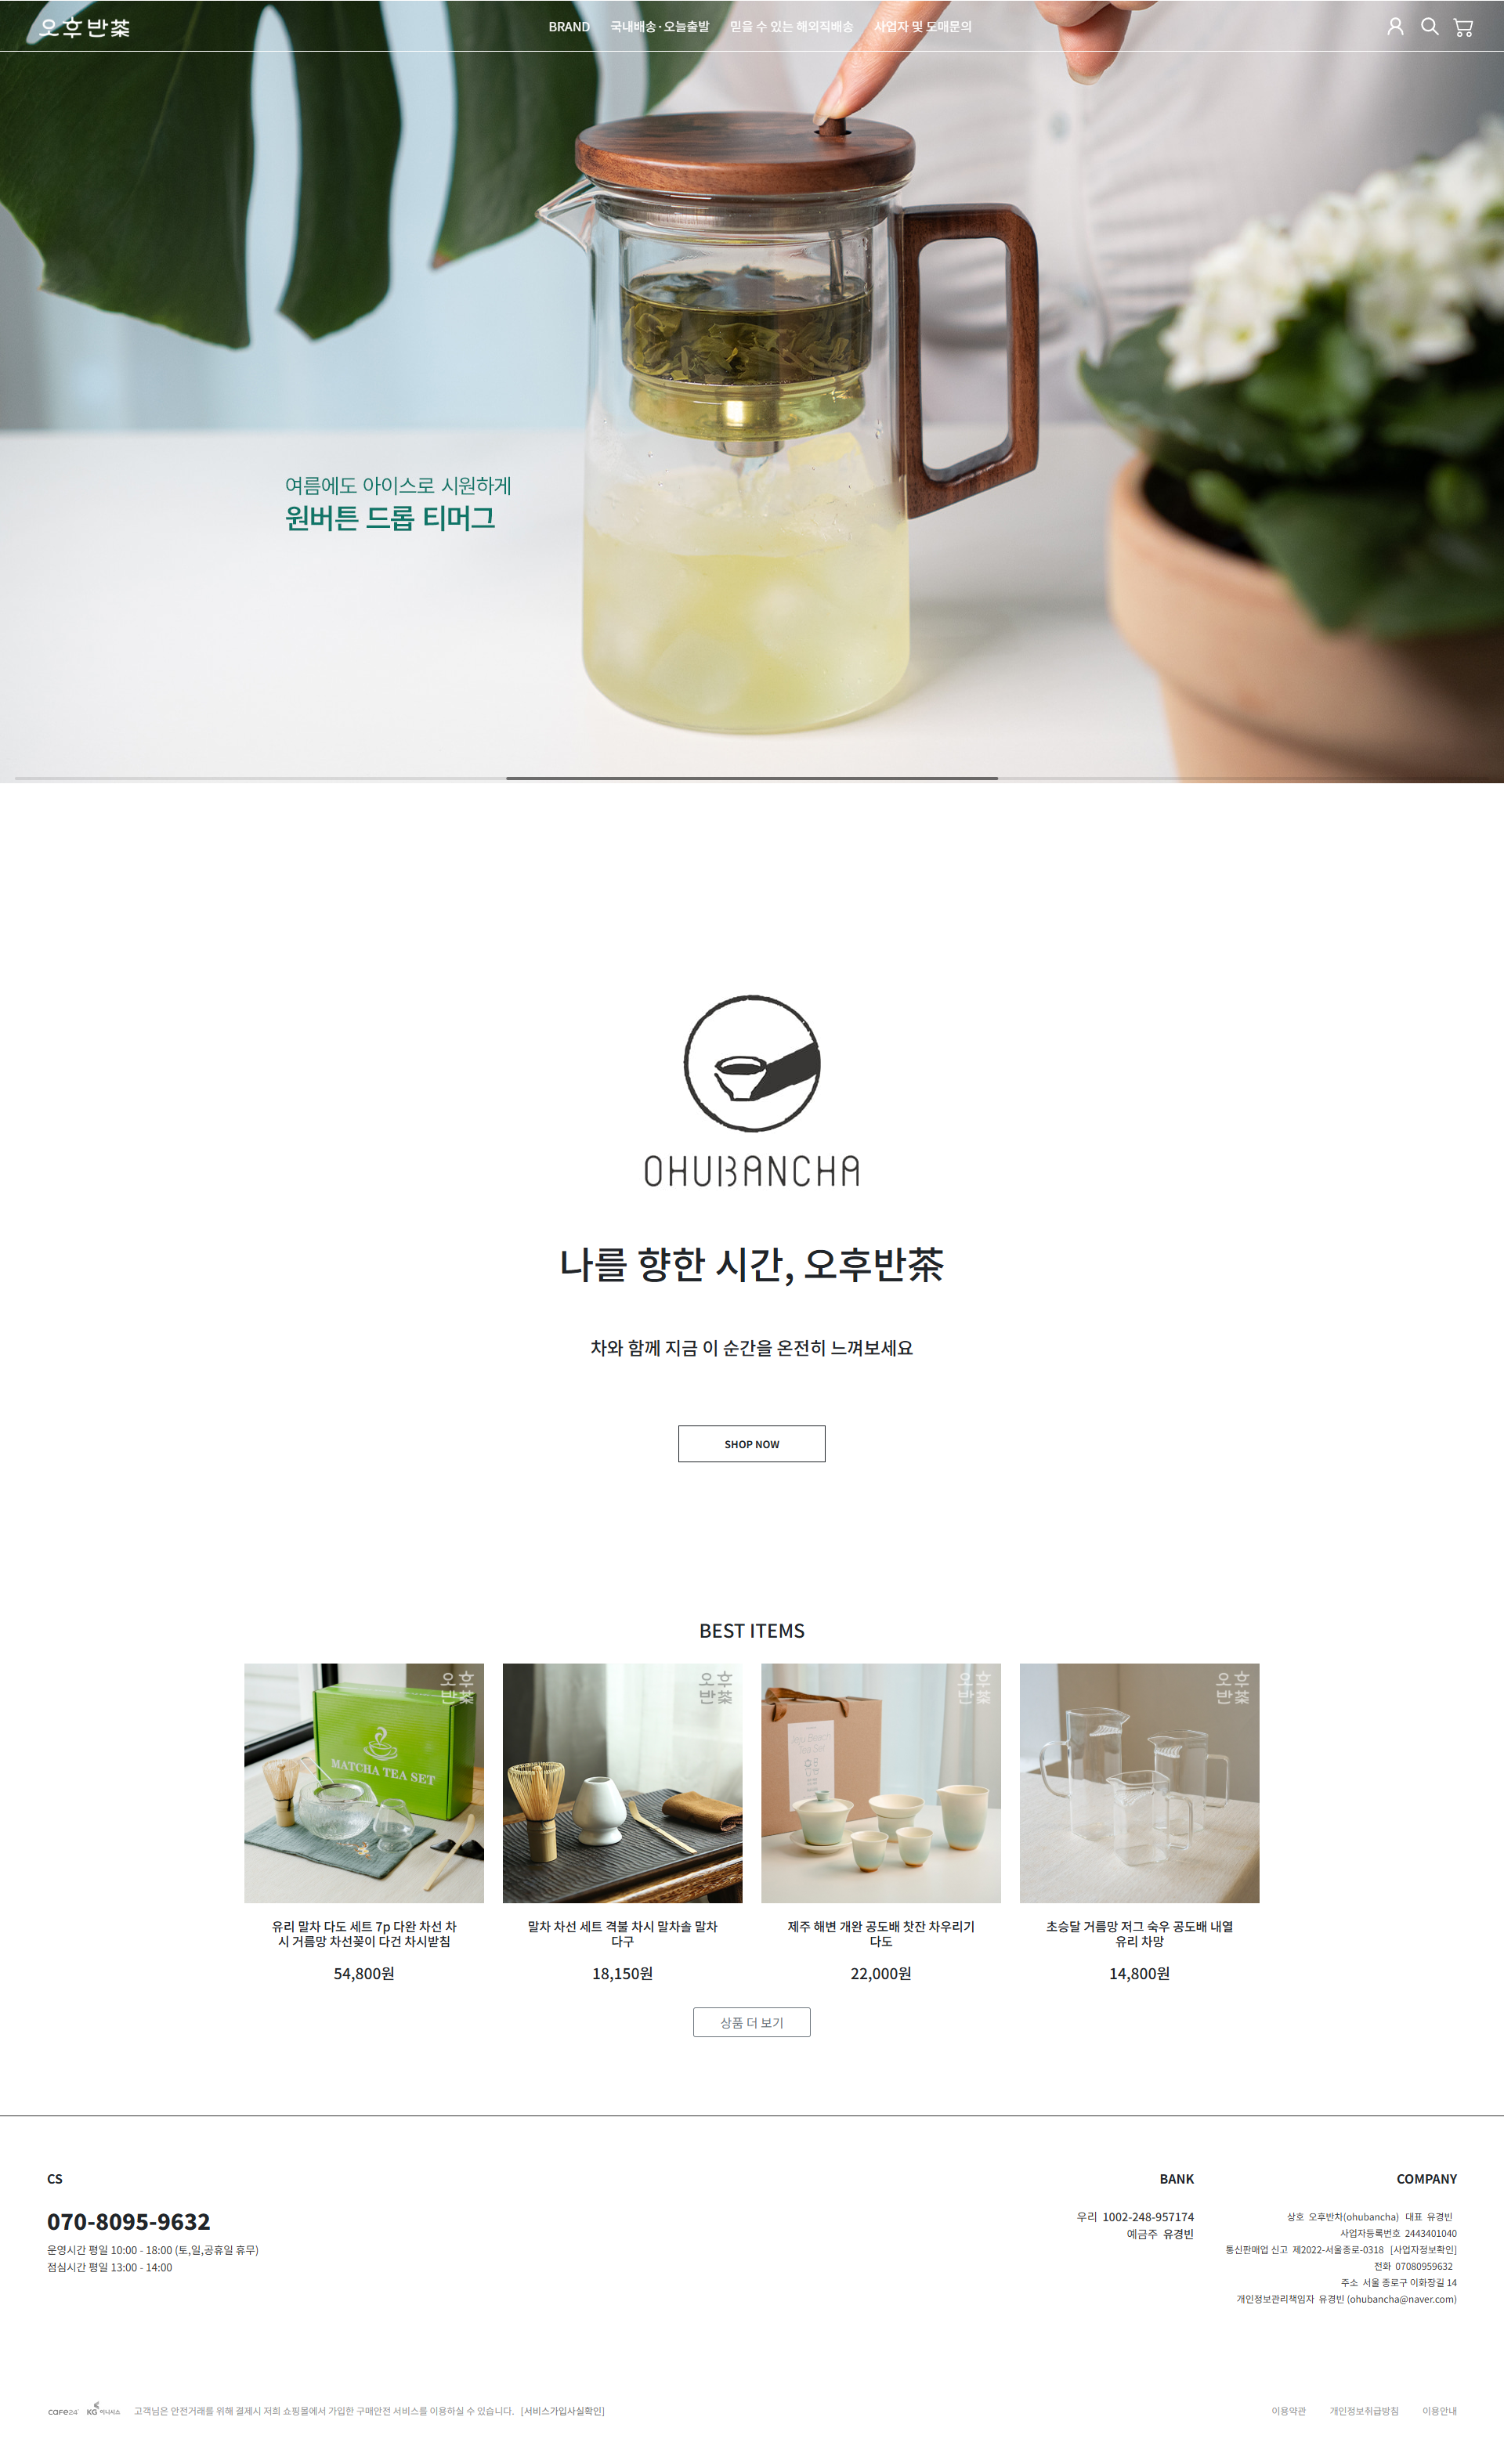 오후반茶
BRAND 국내배송·오늘출발 믿을 수 있는 해외직배송 사업자 및 도매문의
여름에도 아이스로 시원하게
원버튼 드롭 티머그
OHUBANCHA
나를 향한 시간, 오후반茶
차와 함께 지금 이 순간을 온전히 느껴보세요
SHOP NOW
BEST ITEMS
오후
반茶
MATCHA TEA SET
오후
반茶
오후
반茶
Jeju Beach
Tea Set
오후
반茶
유리 말차 다도 세트 7p 다완 차선 차
시 거름망 차선꽂이 다건 차시받침
54,800원
말차 차선 세트 격불 차시 말차솔 말차
다구
18,150원
제주 해변 개완 공도배 찻잔 차우리기
다도
22,000원
초승달 거름망 저그 숙우 공도배 내열
유리 차망
14,800원
상품 더 보기
CS
070-8095-9632
운영시간 평일 10:00 - 18:00 (토,일,공휴일 휴무)
점심시간 평일 13:00 - 14:00
BANK
우리 1002-248-957174
예금주 유경빈
COMPANY
상호 오후반차(ohubancha) 대표 유경빈
사업자등록번호 2443401040
통신판매업 신고 제2022-서울종로-0318 [사업자정보확인]
전화 07080959632
주소 서울 종로구 이화장길 14
개인정보관리책임자 유경빈 (ohubancha@naver.com)
cafe24 KG 이니시스 고객님은 안전거래를 위해 결제시 저희 쇼핑몰에서 가입한 구매안전 서비스를 이용하실 수 있습니다. [서비스가입사실확인]
이용약관 개인정보취급방침 이용안내